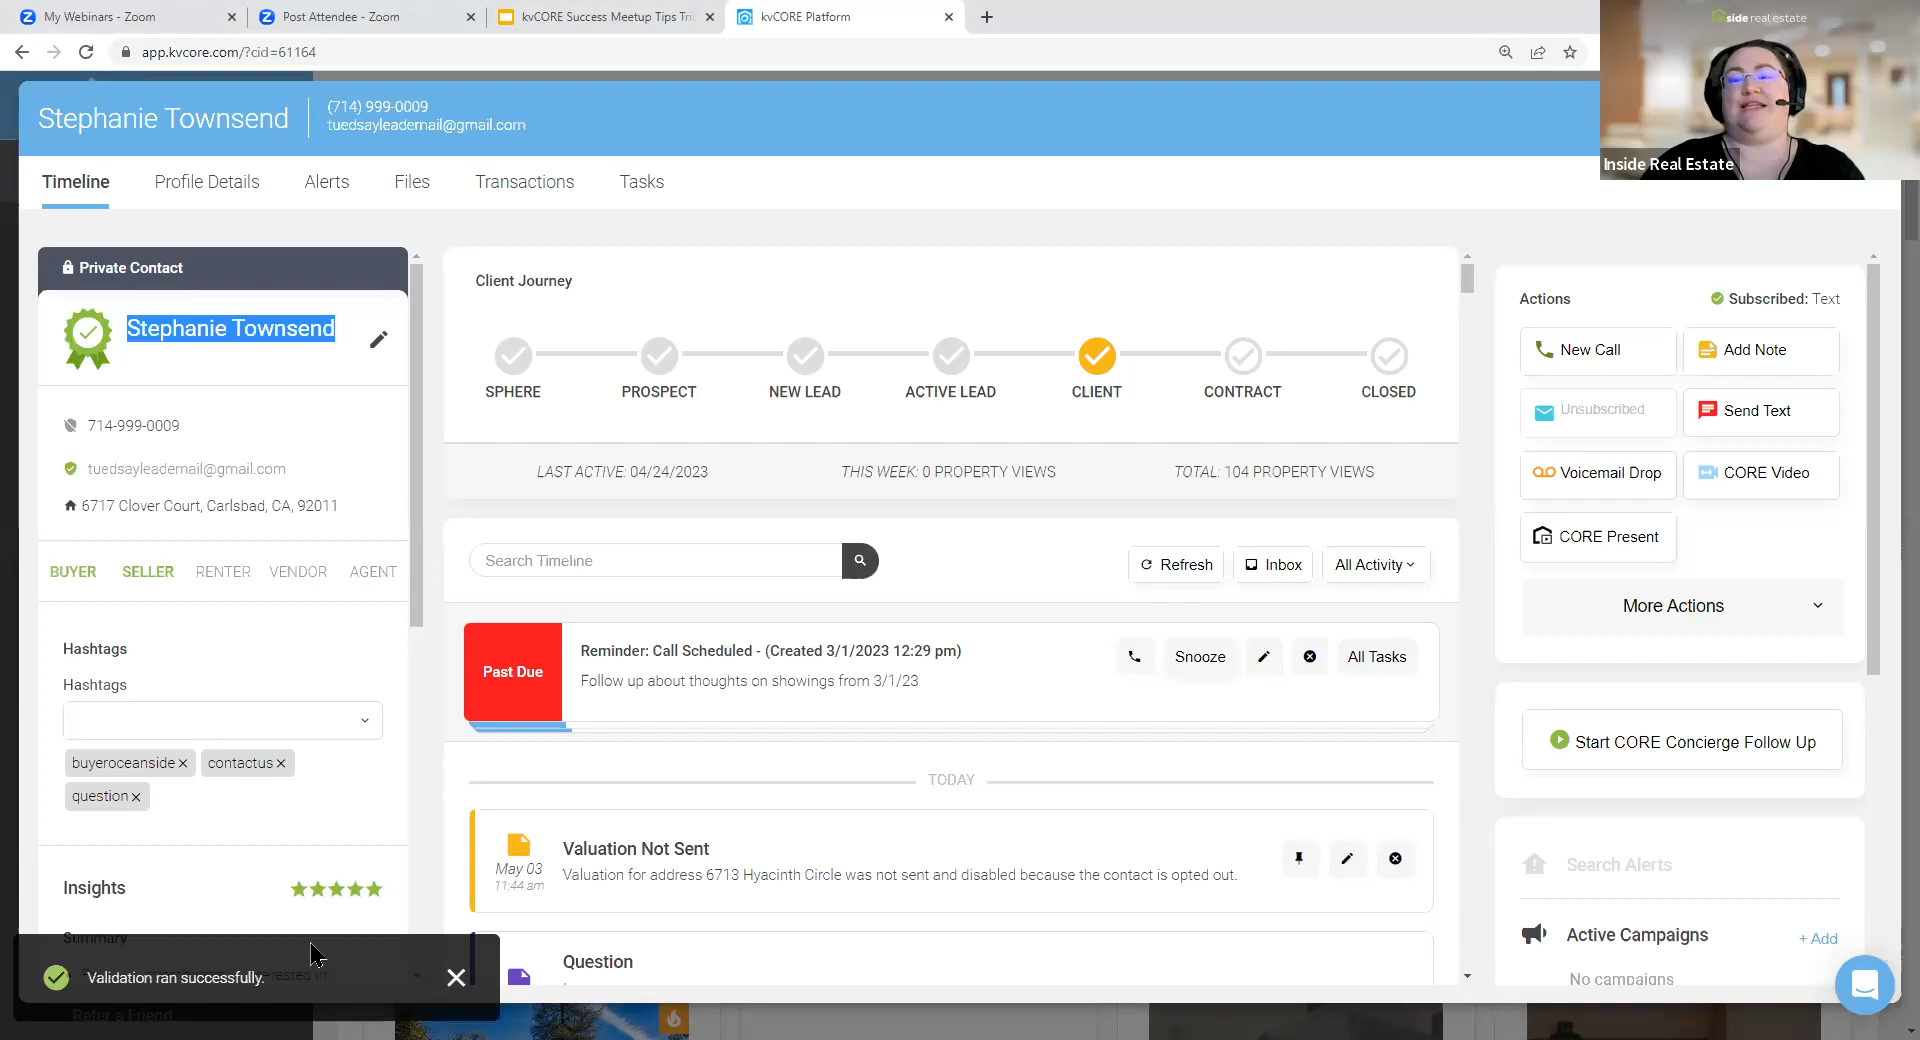 My Webinars - Zoom
Post Attendee - Zoom
kvCORE Success Meetup Tips
kvCORE Platform
app.kvcore.com/?cid=61164
inside real estate
Inside Real Estate
Stephanie Townsend
(714) 999-0009
tuedsayleademail@gmail.com
Timeline
Profile Details
Alerts
Files
Transactions
Tasks
Private Contact
Stephanie Townsend
714-999-0009
tuedsayleademail@gmail.com
6717 Clover Court, Carlsbad, CA, 92011
BUYER SELLER RENTER VENDOR AGENT
Hashtags
Hashtags
buyeroceanside
contactus
question
Insights
Summary
Validation ran successfully.
Refer a Friend
Client Journey
SPHERE PROSPECT NEW LEAD ACTIVE LEAD CLIENT CONTRACT CLOSED
LAST ACTIVE: 04/24/2023
THIS WEEK: 0 PROPERTY VIEWS
TOTAL: 104 PROPERTY VIEWS
Search Timeline
Refresh
Inbox
All Activity
Past Due
Reminder: Call Scheduled - (Created 3/1/2023 12:29 pm)
Follow up about thoughts on showings from 3/1/23
Snooze
All Tasks
TODAY
May 03
11:44 am
Valuation Not Sent
Valuation for address 6713 Hyacinth Circle was not sent and disabled because the contact is opted out.
Question
Actions
Subscribed: Text
New Call
Add Note
Unsubscribed
Send Text
Voicemail Drop
CORE Video
CORE Present
More Actions
Start CORE Concierge Follow Up
Search Alerts
Active Campaigns
+ Add
No campaigns